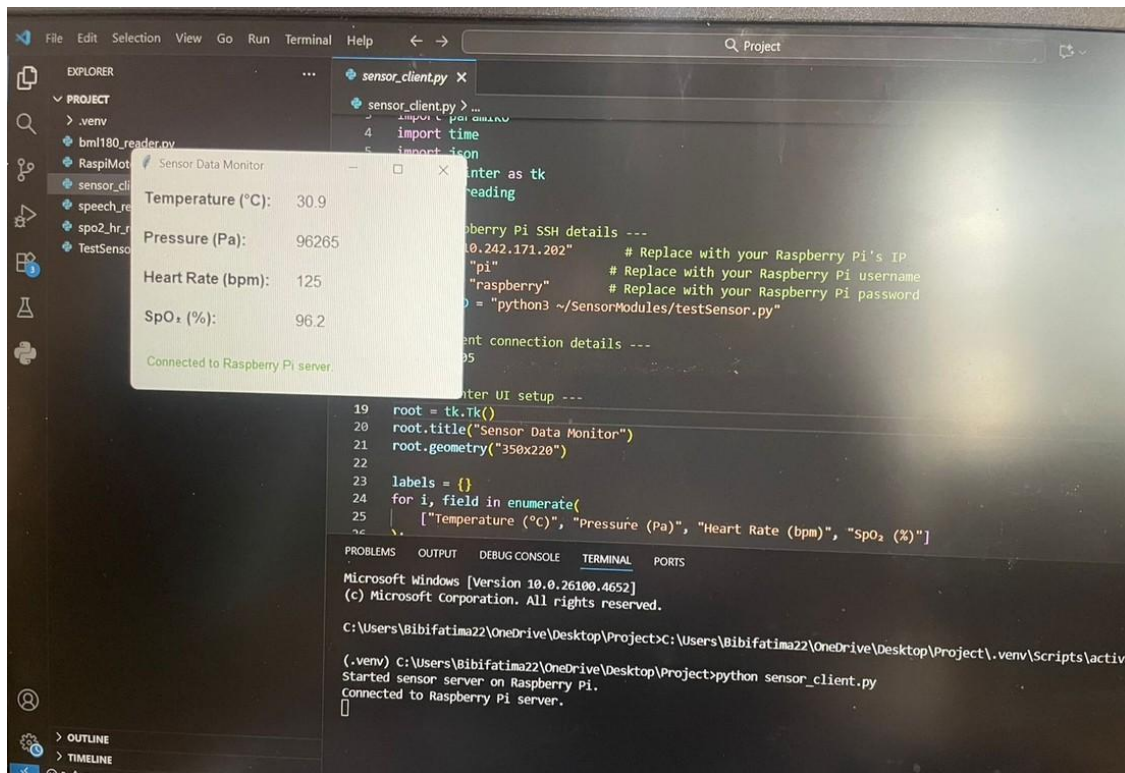 File Edit Selection View Go Run Terminal Help
Project
EXPLORER
PROJECT
.venv
bml180_reader.py
RaspiMot
sensor_cli
speech_re
spo2_hr_r
TestSenso
3
OUTLINE
TIMELINE
Sensor Data Monitor
Temperature (°C): 30.9
Pressure (Pa): 96265
Heart Rate (bpm): 125
SpO₂ (%): 96.2
Connected to Raspberry Pi server.
sensor_client.py
sensor_client.py > ...
import paramiko
4 import time
5 import json
inter as tk
reading
berry Pi SSH details ---
10.242.171.202" # Replace with your Raspberry Pi's IP
"pi" # Replace with your Raspberry Pi username
"raspberry" # Replace with your Raspberry Pi password
= "python3 ~/SensorModules/testSensor.py"
ent connection details ---
05
nter UI setup ---
19 root = tk.Tk()
20 root.title("Sensor Data Monitor")
21 root.geometry("350x220")
22
23 labels = {}
24 for i, field in enumerate(
25 ["Temperature (°C)", "Pressure (Pa)", "Heart Rate (bpm)", "SpO₂ (%)"]
PROBLEMS OUTPUT DEBUG CONSOLE TERMINAL PORTS
Microsoft Windows [Version 10.0.26100.4652]
(c) Microsoft Corporation. All rights reserved.
C:\Users\Bibifatima22\OneDrive\Desktop\Project>C:\Users\Bibifatima22\OneDrive\Desktop\Project\.venv\Scripts\activ
(.venv) C:\Users\Bibifatima22\OneDrive\Desktop\Project>python sensor_client.py
Started sensor server on Raspberry Pi.
Connected to Raspberry Pi server.